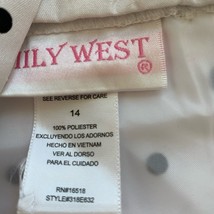 ILY WEST
®
SEE REVERSE FOR CARE
14
100% POLIESTER
EXCLUYENDO LOS ADORNOS
HECHO EN VIETNAM
VER AL DORSO
PARA EL CUIDADO
RN#16518
STYLE#318E632